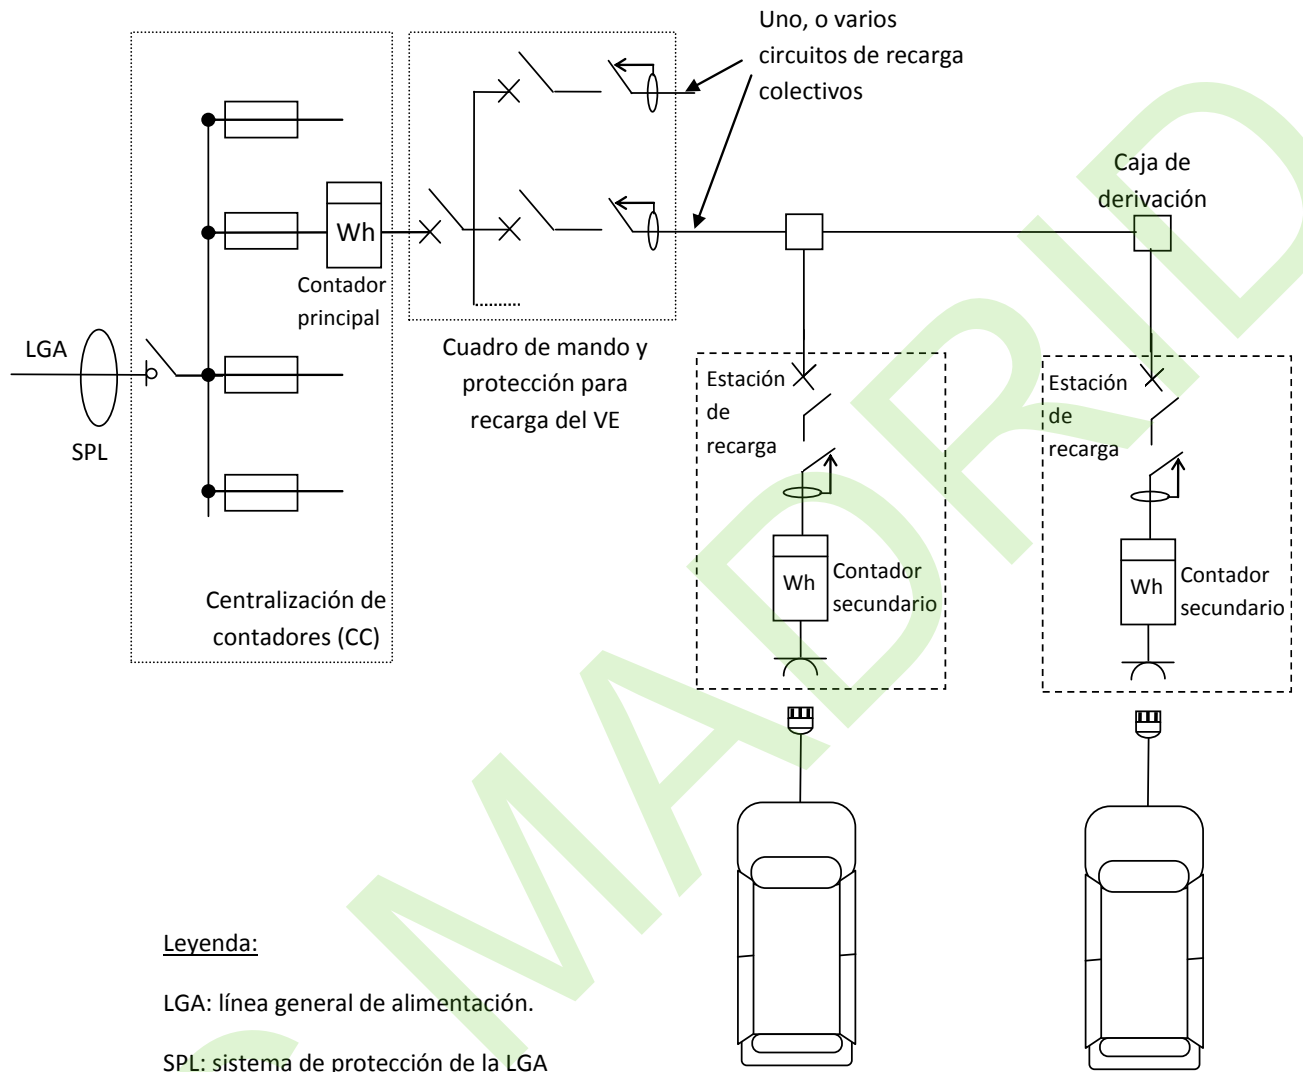 Uno, o varios
circuitos de recarga
colectivos
Caja de
derivación
Wh
Contador
principal
LGA
SPL
Cuadro de mando y
protección para
recarga del VE
Estación
de
recarga
Estación
de
recarga
Wh
Contador
secundario
Wh
Contador
secundario
Centralización de
contadores (CC)
Leyenda:
LGA: línea general de alimentación.
SPL: sistema de protección de la LGA
MADRID